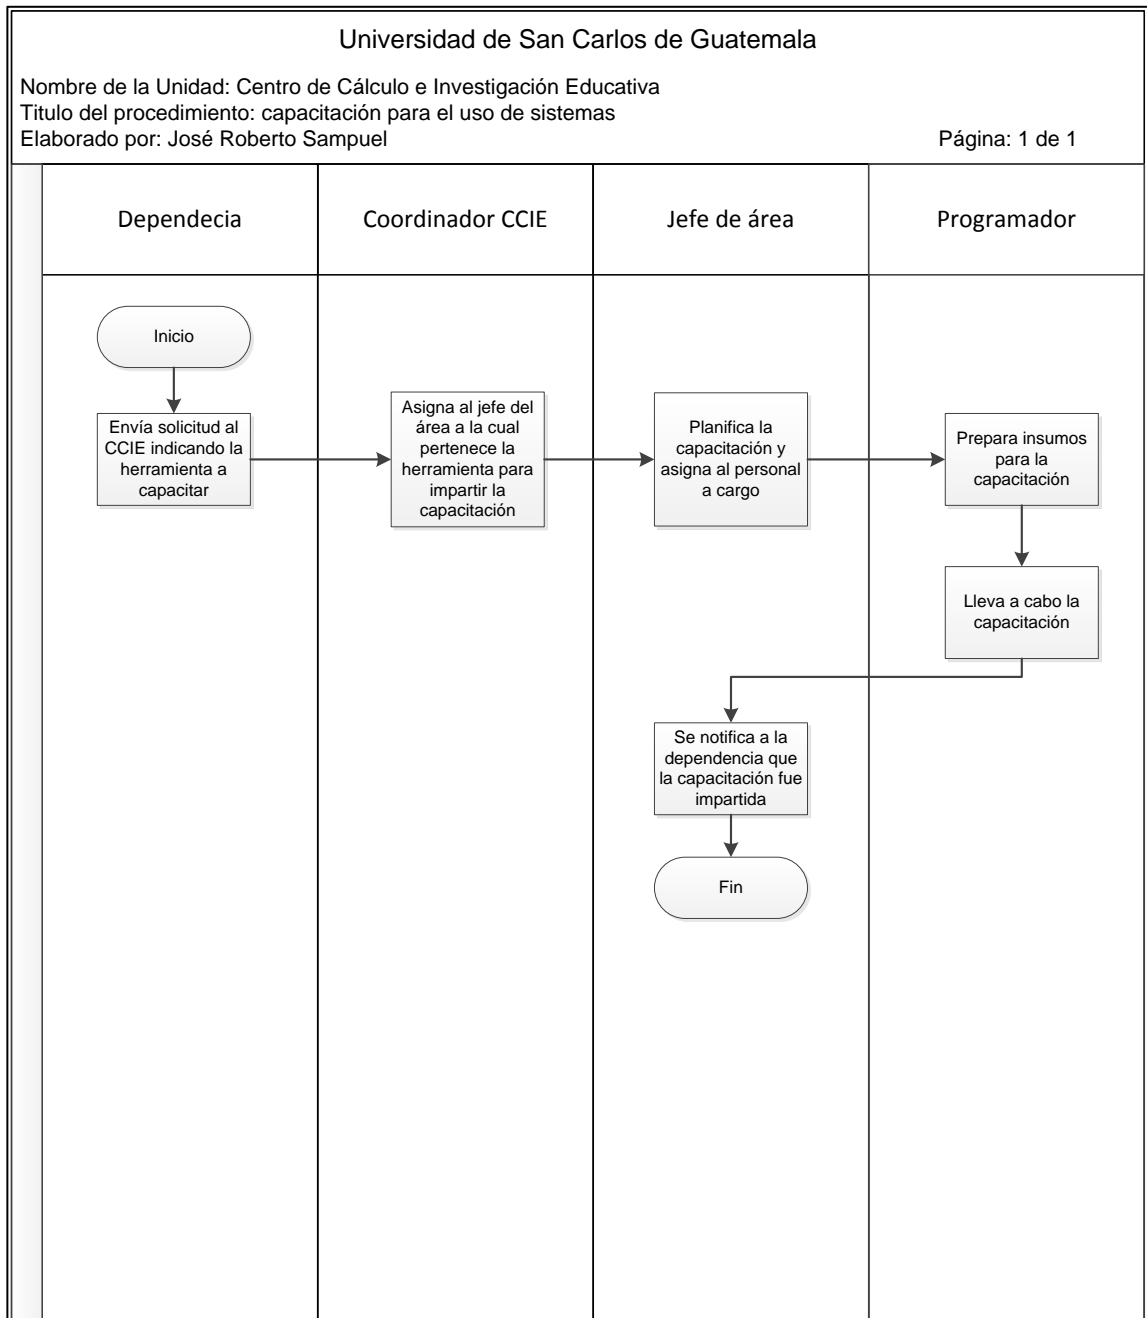 Universidad de San Carlos de Guatemala
Nombre de la Unidad: Centro de Cálculo e Investigación Educativa
Titulo del procedimiento: capacitación para el uso de sistemas
Elaborado por: José Roberto Sampuel
Página: 1 de 1
Dependecia
Coordinador CCIE
Jefe de área
Programador
Inicio
Envía solicitud al
CCIE indicando la
herramienta a
capacitar
Asigna al jefe del
área a la cual
pertenece la
herramienta para
impartir la
capacitación
Planifica la
capacitación y
asigna al personal
a cargo
Prepara insumos
para la
capacitación
Lleva a cabo la
capacitación
Se notifica a la
dependencia que
la capacitación fue
impartida
Fin